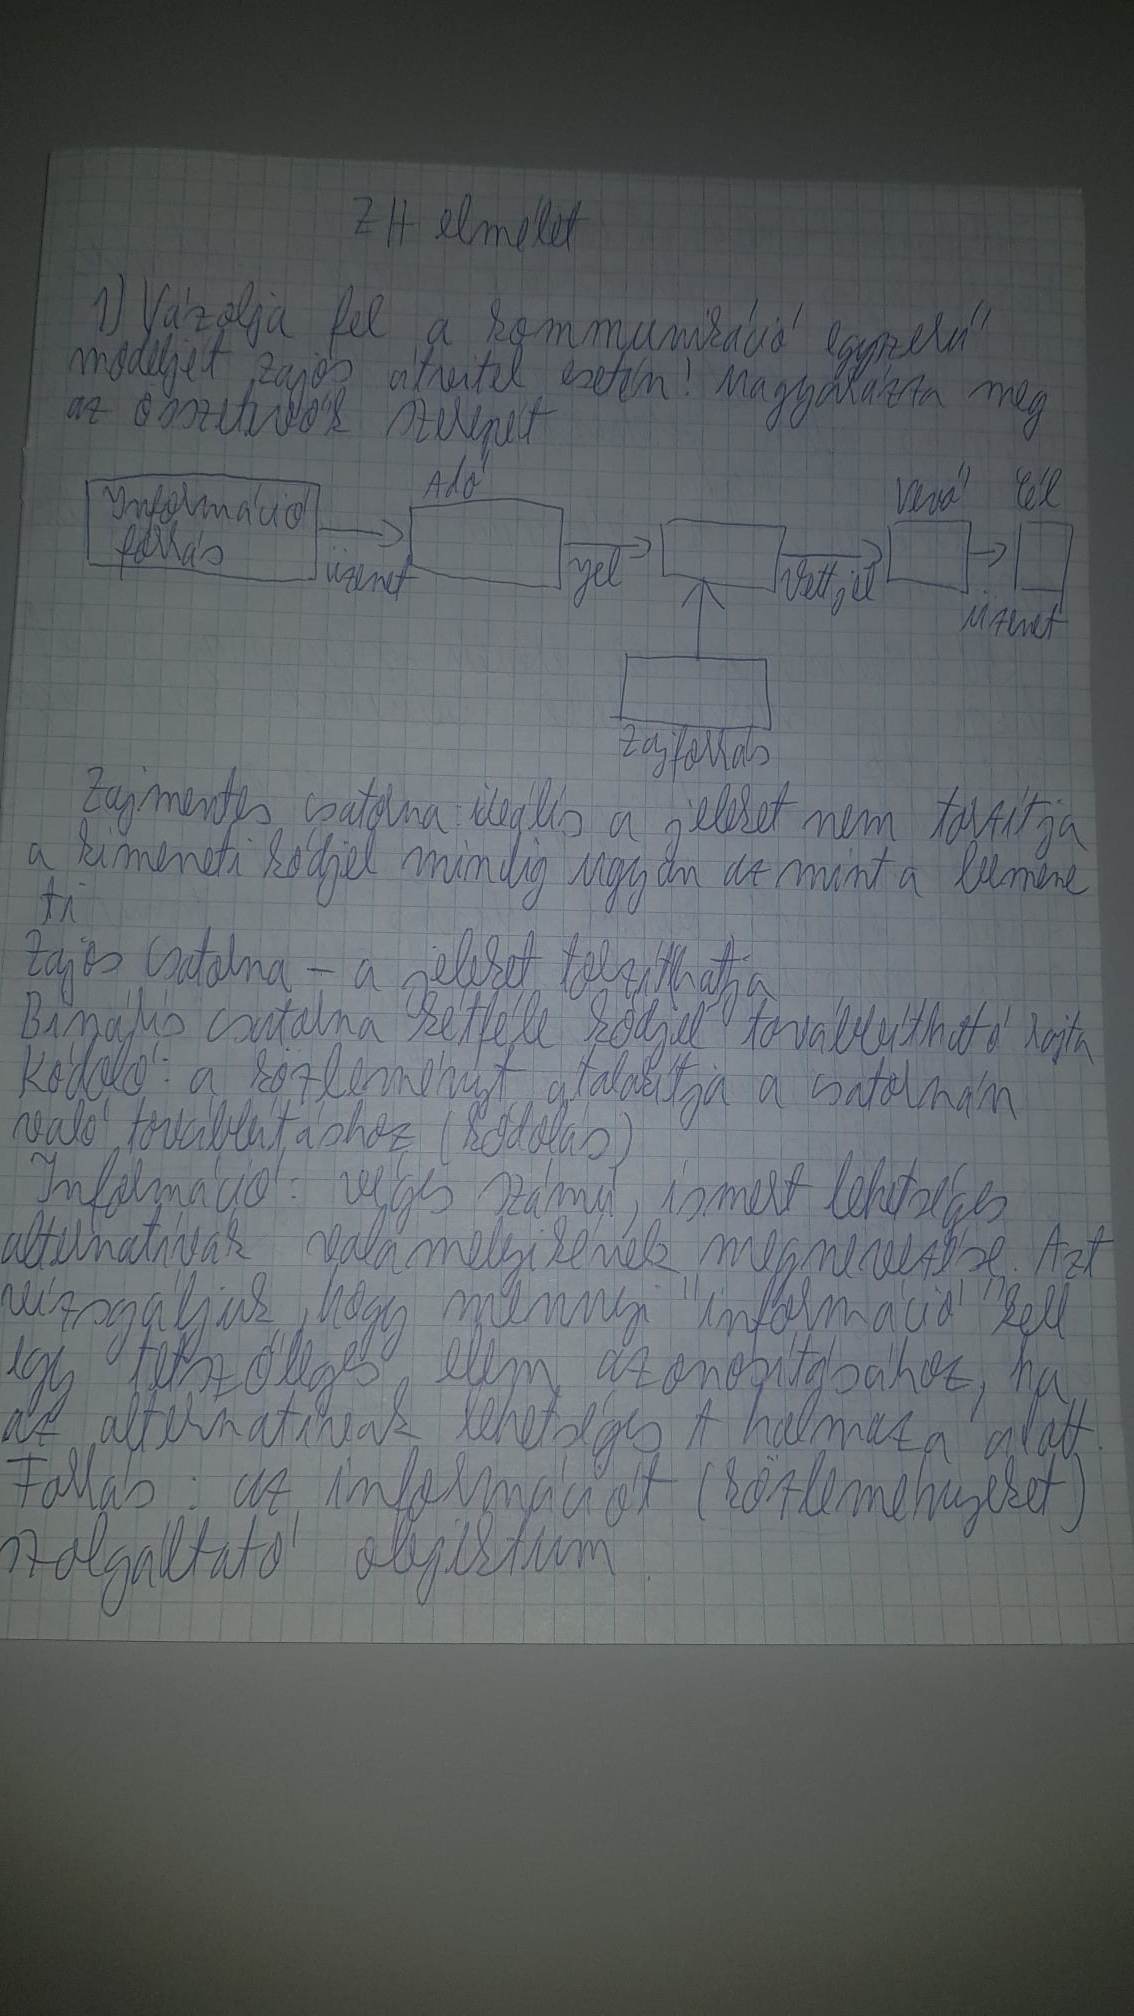 ZH elmélet
1) Vázolja fel a kommunikáció egyszerű
modelljét zajos átvitel esetén! Magyarázza meg
az összetevők szerepét
Adó
Vevő
Cél
Információ
forrás
üzenet
jel
Vett jel
üzenet
Zajforrás
Zajmentes csatorna: ideális a jeleket nem torzítja
a kimeneti kódjel mindig ugyan az mint a bemene
ti
Zajos csatorna - a jeleket torzíthatja
Bináris csatorna kétféle kódjel továbbítható rajta
Kódoló: a közleményt átalakítja a csatornán
való továbbításhoz (kódolás)
Információ: véges számú, ismert lehetséges
alternatívák valamelyikének megnevezése. Azt
vizsgáljuk, hogy mennyi "információ" kell
egy tetszőleges elem azonosításához, ha
az alternatívák lehetséges halmaza
Forrás: az információt (közleményeket)
szolgáltató objektum.